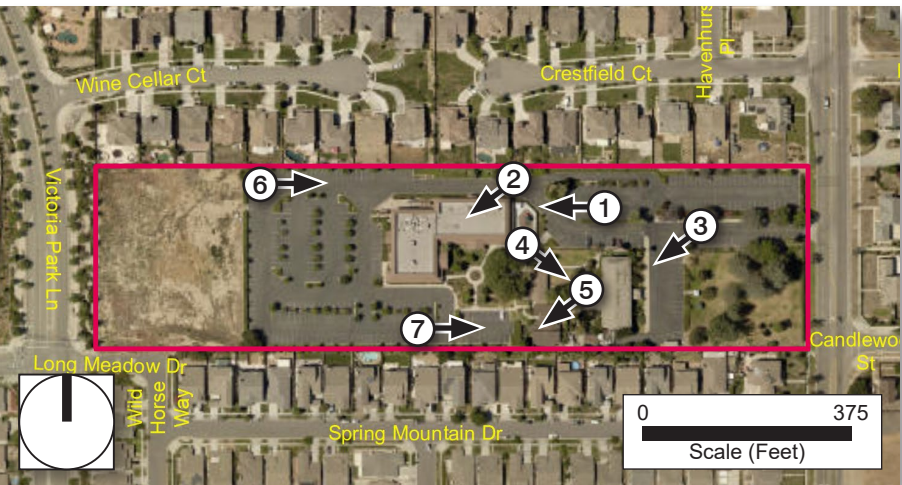 Wine Cellar Ct
Crestfield Ct
Havenhurst
Pl
Victoria Park Ln
6
2
1
3
4
5
7
Long Meadow Dr
Wild
Horse
Way
Spring Mountain Dr
Candlewo
St
0 375
Scale (Feet)